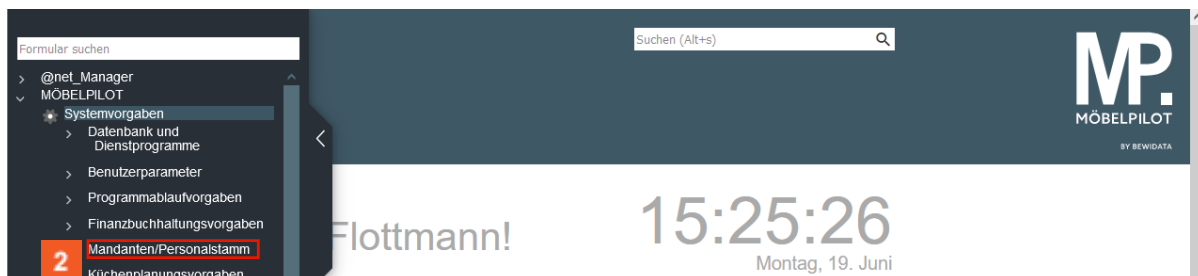 Formular suchen
@net_Manager
MÖBELPILOT
Systemvorgaben
Datenbank und
Dienstprogramme
Benutzerparameter
Programmablaufvorgaben
Finanzbuchhaltungsvorgaben
2
Mandanten/Personalstamm
Küchenplanungsvorgaben
Suchen (Alt+s)
MP.
MÖBELPILOT
BY BEWIDATA
Flottmann!
15:25:26
Montag, 19. Juni